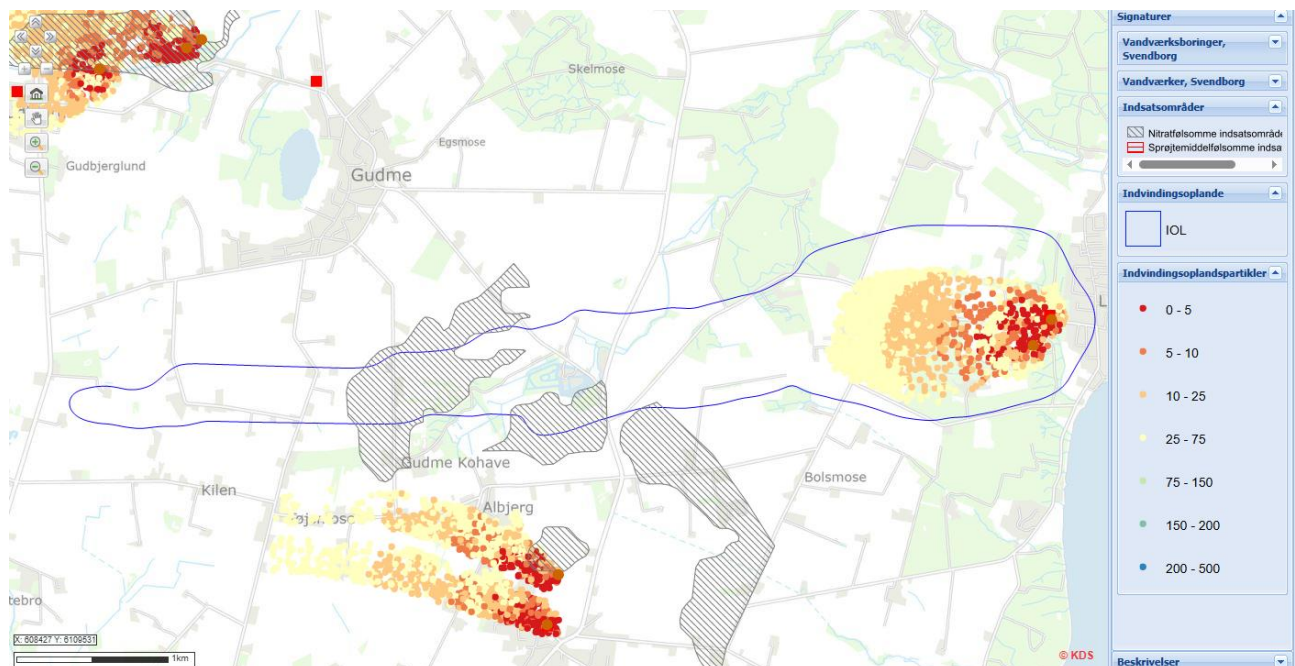 Skelmose
Egsmose
Gudbjerglund
Gudme
L
Gudme Kohave
Bolsmose
Kilen
Albjerg
tebro
X: 608427 Y: 6109531
1km
© KDS
Signaturer
Vandværksboringer,
Svendborg
Vandværker, Svendborg
Indsatsområder
Nitratfølsomme indsatsområde
Sprøjtemiddelfølsomme indsa
Indvindingsoplande
IOL
Indvindingsoplandspartikler
0 - 5
5 - 10
10 - 25
25 - 75
75 - 150
150 - 200
200 - 500
Beskrivelser